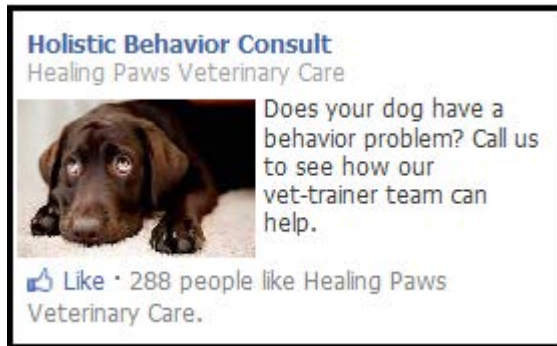 Holistic Behavior Consult
Healing Paws Veterinary Care
Does your dog have a
behavior problem? Call us
to see how our
vet-trainer team can
help.
Like · 288 people like Healing Paws
Veterinary Care.